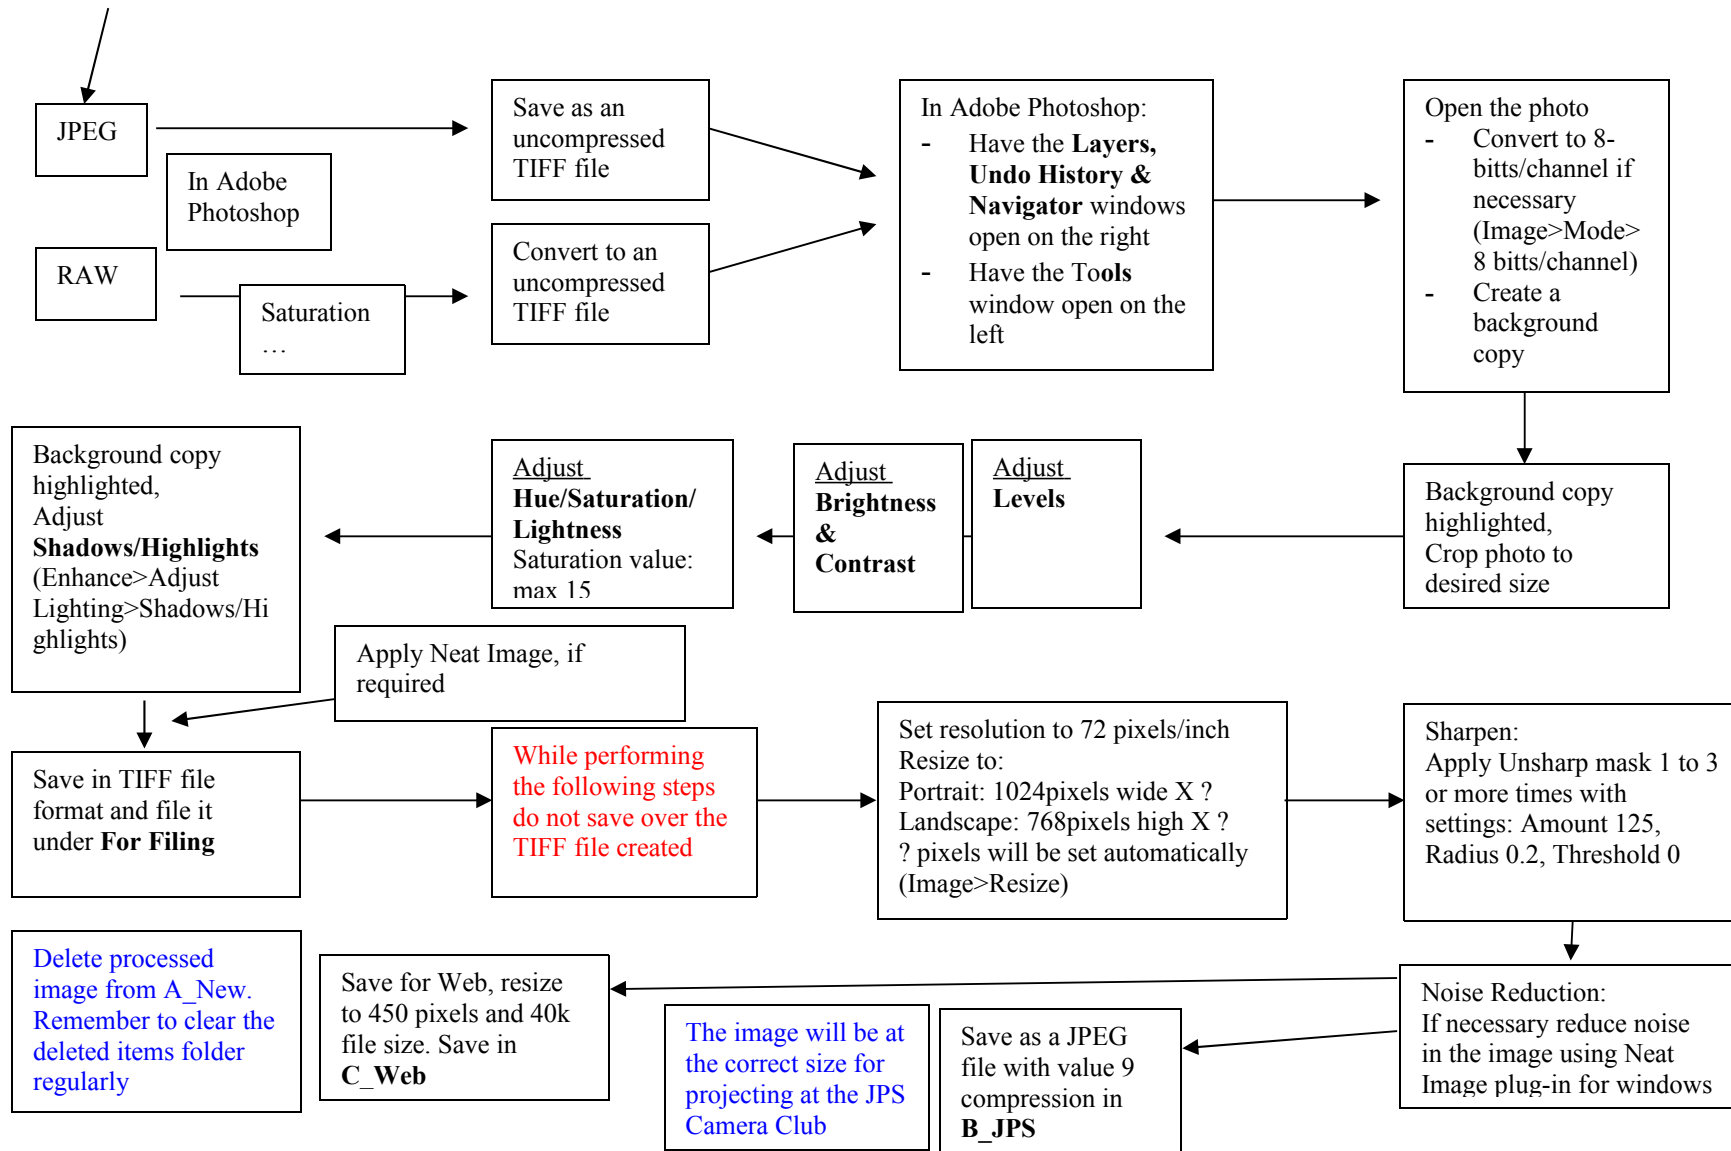 JPEG
In Adobe
Photoshop
RAW
Saturation
…
Save as an
uncompressed
TIFF file
Convert to an
uncompressed
TIFF file
In Adobe Photoshop:
- Have the Layers,
Undo History &
Navigator windows
open on the right
- Have the Tools
window open on the
left
Open the photo
- Convert to 8-
bitts/channel if
necessary
(Image>Mode>
8 bitts/channel)
- Create a
background
copy
Background copy
highlighted,
Crop photo to
desired size
Adjust
Levels
Adjust
Brightness
&
Contrast
Adjust
Hue/Saturation/
Lightness
Saturation value:
max 15
Background copy
highlighted,
Adjust
Shadows/Highlights
(Enhance>Adjust
Lighting>Shadows/Hi
ghlights)
Apply Neat Image, if
required
Save in TIFF file
format and file it
under For Filing
While performing
the following steps
do not save over the
TIFF file created
Set resolution to 72 pixels/inch
Resize to:
Portrait: 1024pixels wide X ?
Landscape: 768pixels high X ?
? pixels will be set automatically
(Image>Resize)
Sharpen:
Apply Unsharp mask 1 to 3
or more times with
settings: Amount 125,
Radius 0.2, Threshold 0
Noise Reduction:
If necessary reduce noise
in the image using Neat
Image plug-in for windows
Save as a JPEG
file with value 9
compression in
B_JPS
The image will be at
the correct size for
projecting at the JPS
Camera Club
Save for Web, resize
to 450 pixels and 40k
file size. Save in
C_Web
Delete processed
image from A_New.
Remember to clear the
deleted items folder
regularly